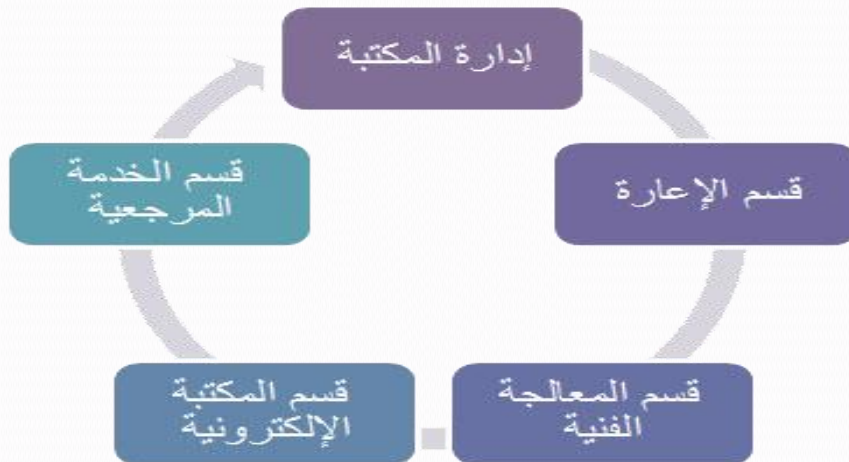 إدارة المكتبة
قسم الإعارة
قسم المعالجة
الفنية
قسم المكتبة
الإلكترونية
قسم الخدمة
المرجعية